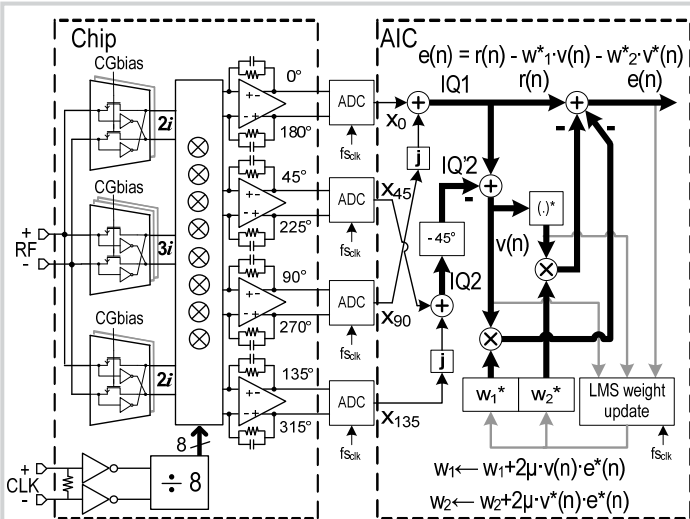 Chip
AIC
e(n) = r(n) - w*₁·v(n) - w*₂·v*(n)
CGbias
2i
CGbias
3i
CGbias
2i
+
RF
-
+
CLK
-
8
÷ 8
+-
-+
0°
180°
+-
-+
45°
225°
+-
-+
90°
270°
+-
-+
135°
315°
ADC
fsclk
ADC
fsclk
ADC
fsclk
ADC
fsclk
x₀
x₄₅
x₉₀
x₁₃₅
j
j
IQ1
r(n)
e(n)
IQ'2
-
-
-
-45°
IQ2
(.)*
v(n)
w₁*
w₂*
LMS weight
update
fsclk
w₁← w₁+2μ·v(n)·e*(n)
w₂← w₂+2μ·v*(n)·e*(n)